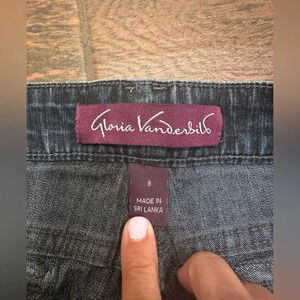 Gloria Vanderbilt
8
MADE IN
SRI LANKA